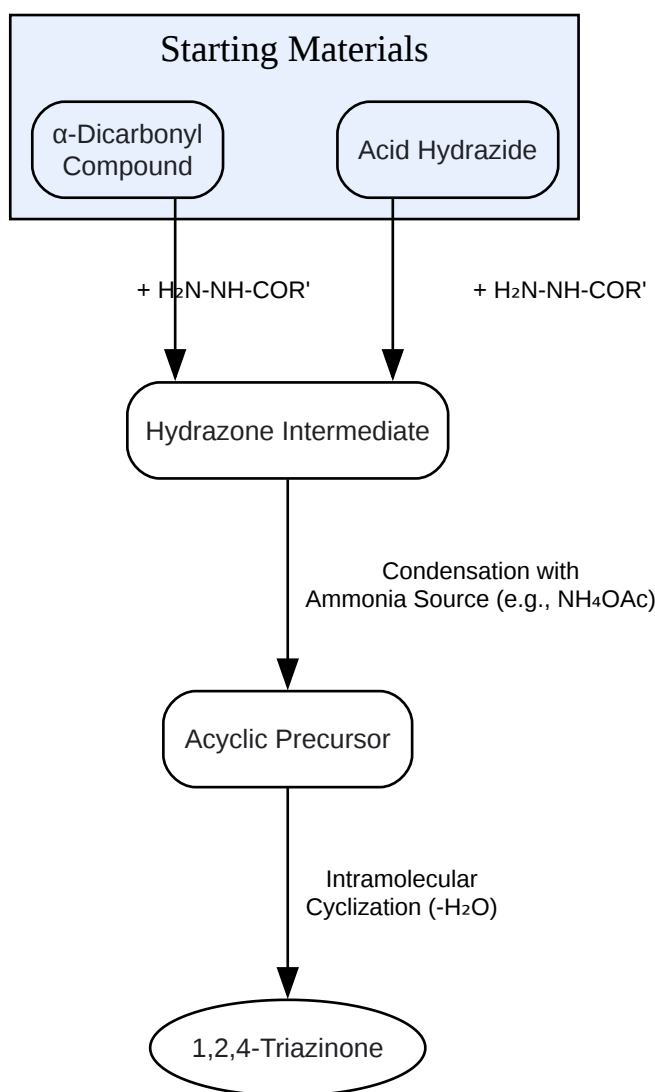 Starting Materials
α-Dicarbonyl
Compound
Acid Hydrazide
+ H₂N-NH-COR'
+ H₂N-NH-COR'
Hydrazone Intermediate
Condensation with
Ammonia Source (e.g., NH₄OAc)
Acyclic Precursor
Intramolecular
Cyclization (-H₂O)
1,2,4-Triazinone